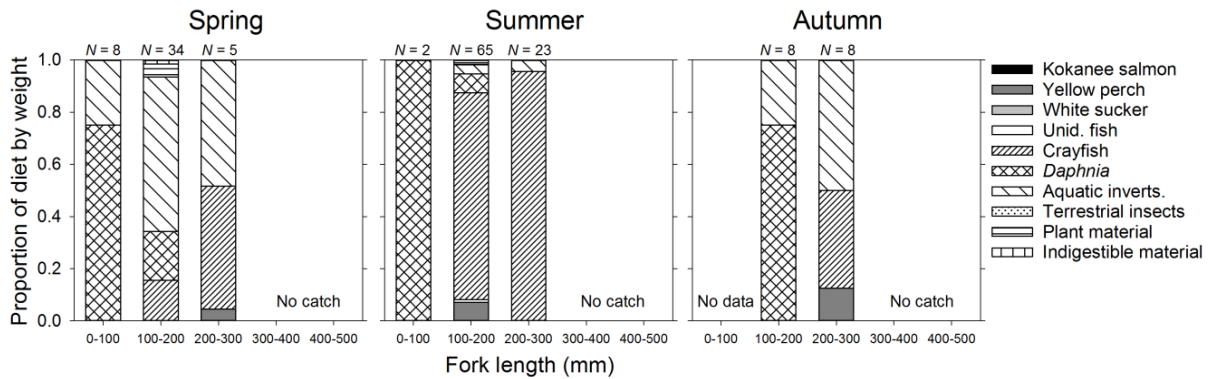 Spring
Summer
Autumn
N = 8
N = 34
N = 5
N = 2
N = 65
N = 23
N = 8
N = 8
Proportion of diet by weight
1.0
0.8
0.6
0.4
0.2
0.0
No catch
No catch
No data
No catch
0-100
100-200
200-300
300-400
400-500
0-100
100-200
200-300
300-400
400-500
0-100
100-200
200-300
300-400
400-500
Fork length (mm)
Kokanee salmon
Yellow perch
White sucker
Unid. fish
Crayfish
Daphnia
Aquatic inverts.
Terrestrial insects
Plant material
Indigestible material